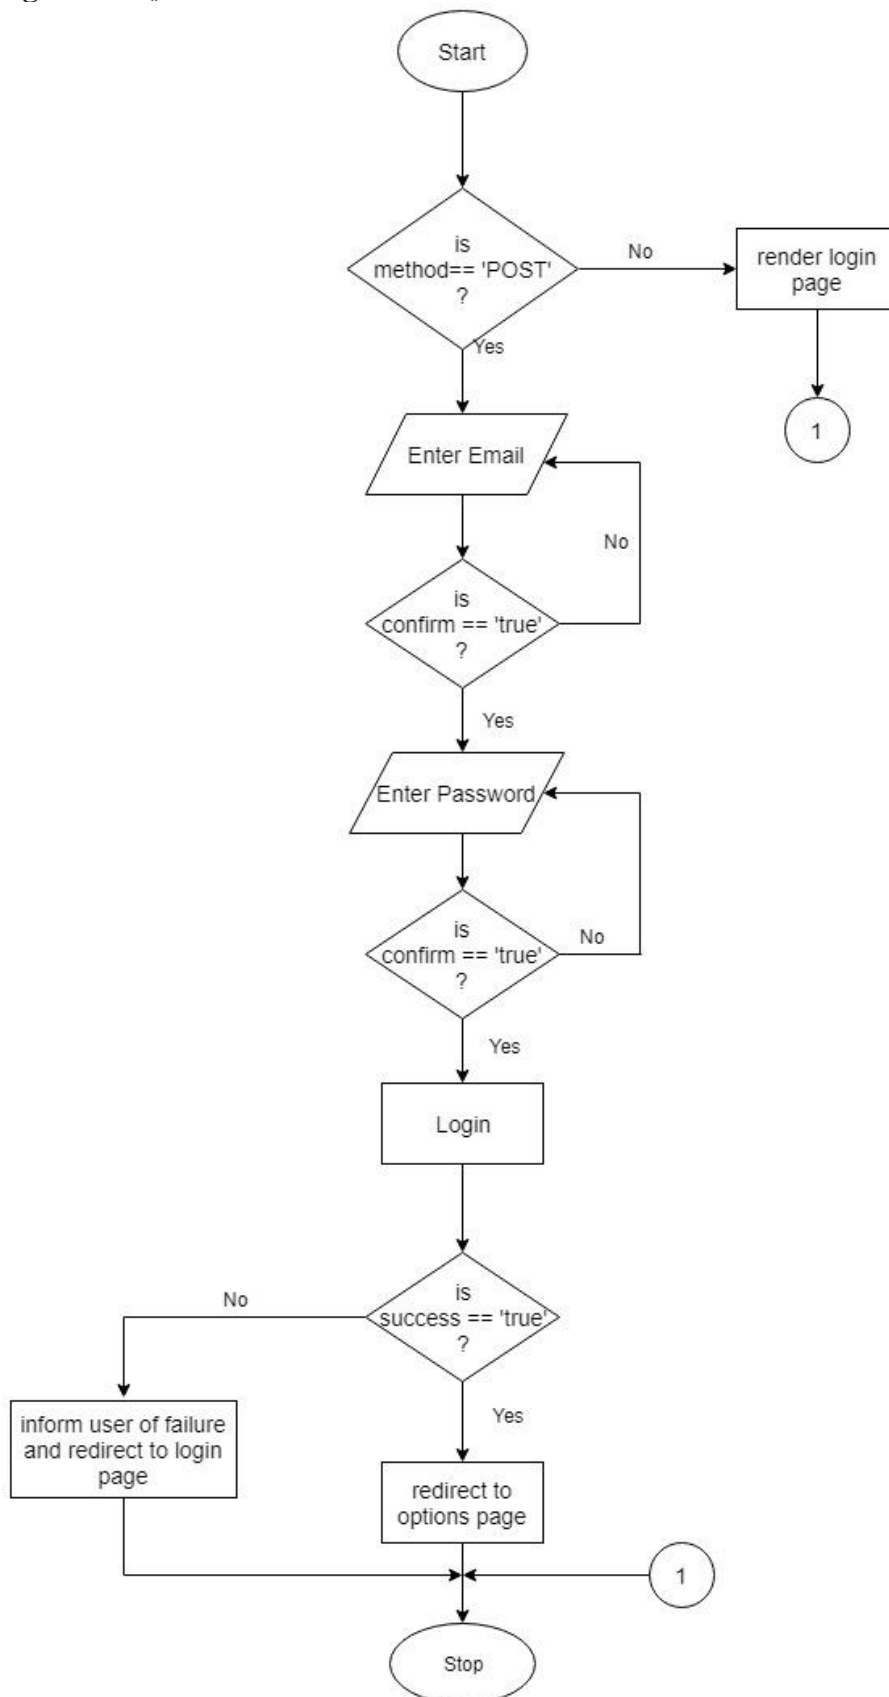 Start
is
method== 'POST'
?
No
render login
page
Yes
1
Enter Email
No
is
confirm == 'true'
?
Yes
Enter Password
is
confirm == 'true'
?
No
Yes
Login
is
success == 'true'
?
No
Yes
inform user of failure
and redirect to login
page
redirect to
options page
1
Stop